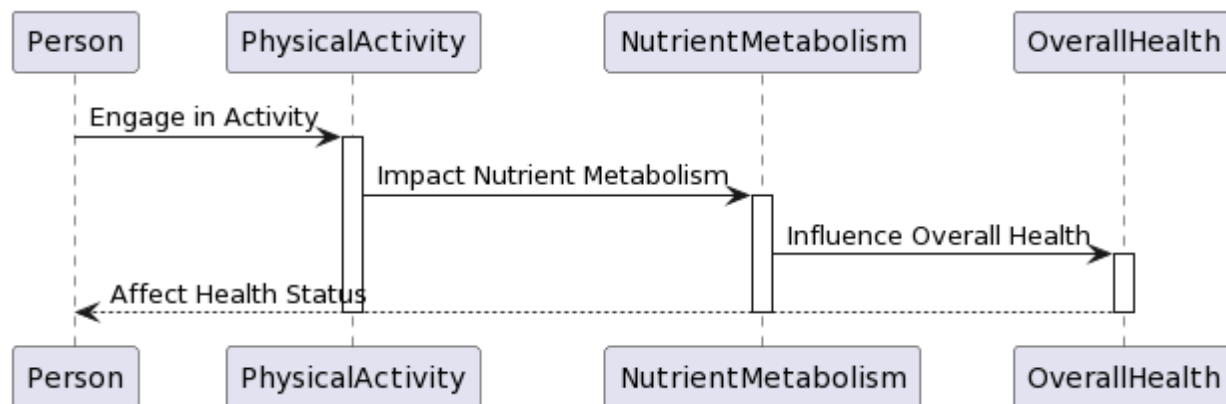 Person PhysicalActivity NutrientMetabolism OverallHealth
Engage in Activity
Impact Nutrient Metabolism
Influence Overall Health
Affect Health Status
Person PhysicalActivity NutrientMetabolism OverallHealth